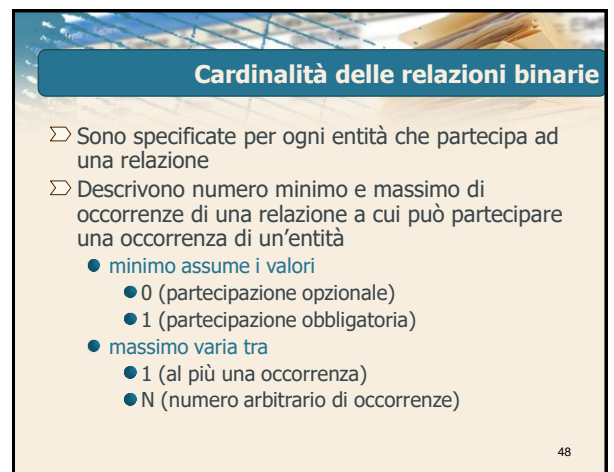 Cardinalità delle relazioni binarie
Sono specificate per ogni entità che partecipa ad
una relazione
Descrivono numero minimo e massimo di
occorrenze di una relazione a cui può partecipare
una occorrenza di un’entità
minimo assume i valori
0 (partecipazione opzionale)
1 (partecipazione obbligatoria)
massimo varia tra
1 (al più una occorrenza)
N (numero arbitrario di occorrenze)
48